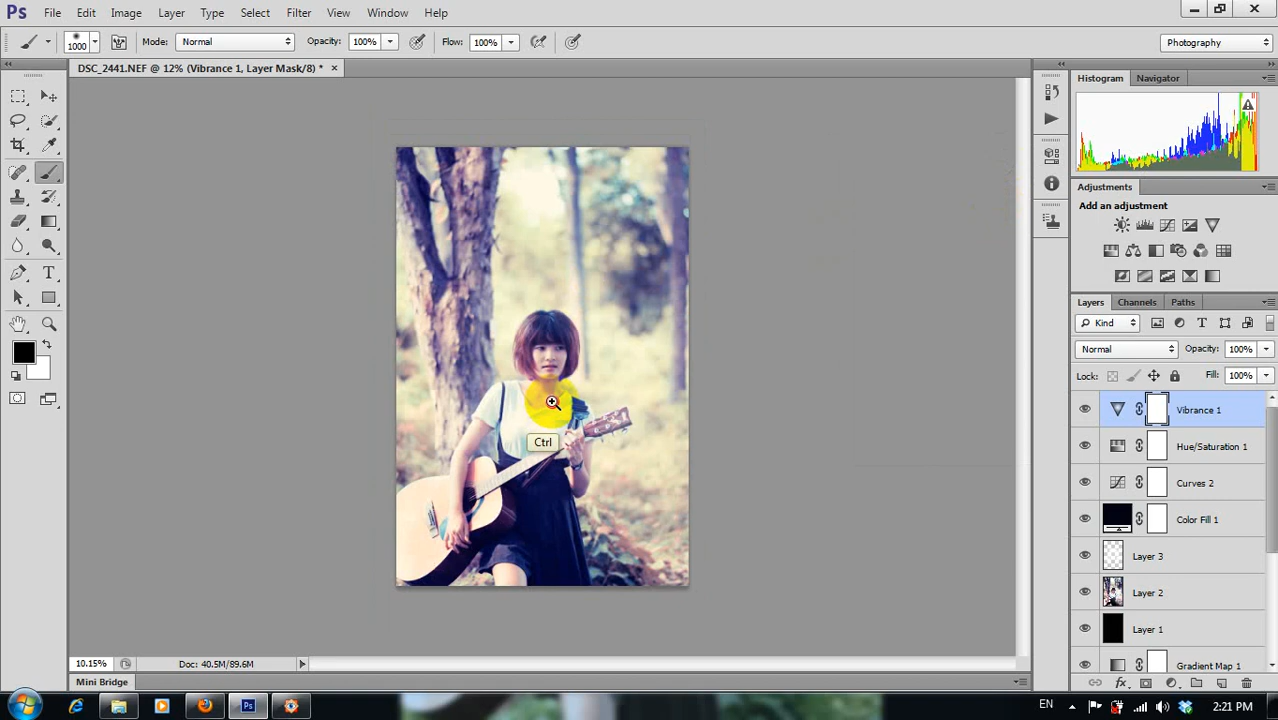 Ps File Edit Image Layer Type Select Filter View Window Help
1000 Mode: Normal Opacity: 100% Flow: 100% Photography
DSC_2441.NEF @ 12% (Vibrance 1, Layer Mask/8) * ×
Histogram Navigator
Adjustments
Add an adjustment
Layers Channels Paths
Kind
Normal Opacity: 100%
Lock: Fill: 100%
Vibrance 1
Hue/Saturation 1
Curves 2
Color Fill 1
Layer 3
Layer 2
Layer 1
Gradient Map 1
Ctrl
10.15% Doc: 40.5M/89.6M
Mini Bridge
fx
Ps EN 2:21 PM